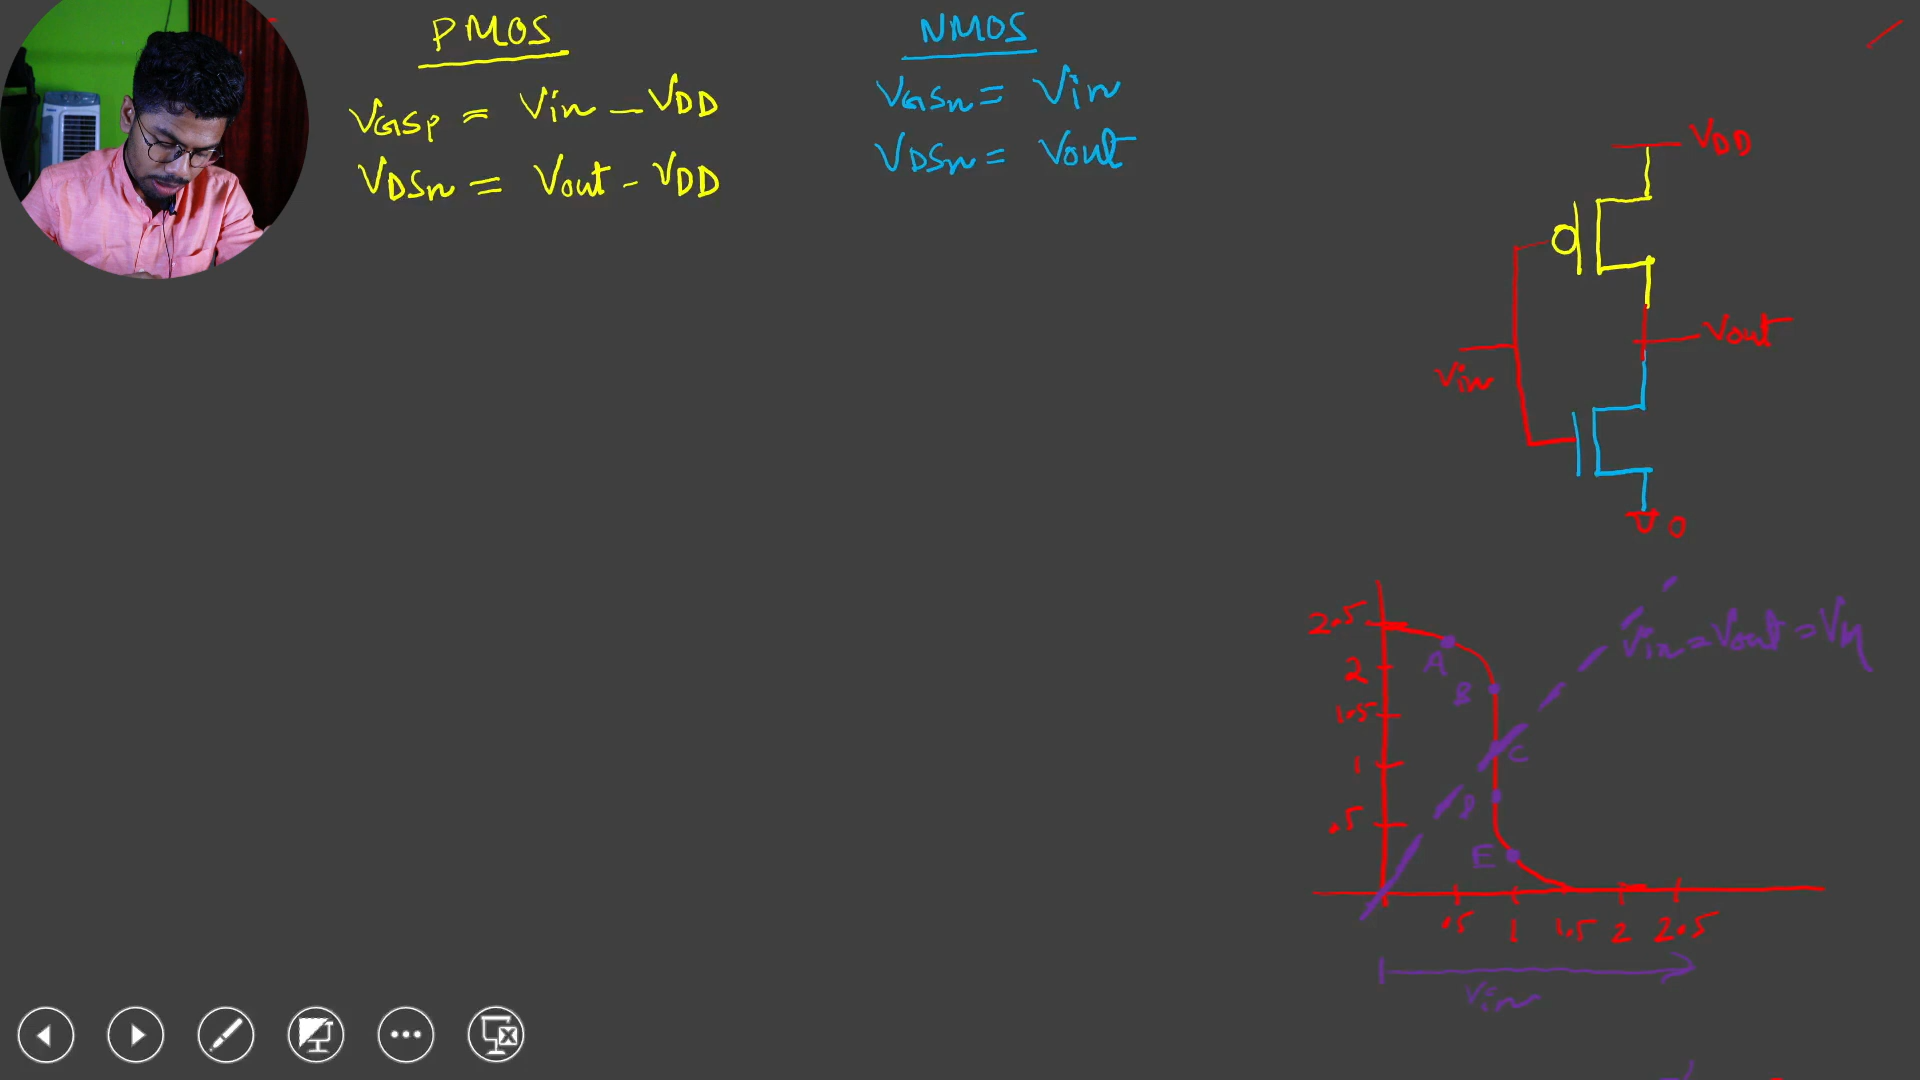 PMOS
VGSp = Vin - VDD
VDSn = Vout - VDD
NMOS
VGSn = Vin
VDSn = Vout
VDD
Vout
Vin
0
2.5
2
1.5
1
.5
A
B
C
D
E
Vin = Vout = VM
.5 1 1.5 2 2.5
Vin